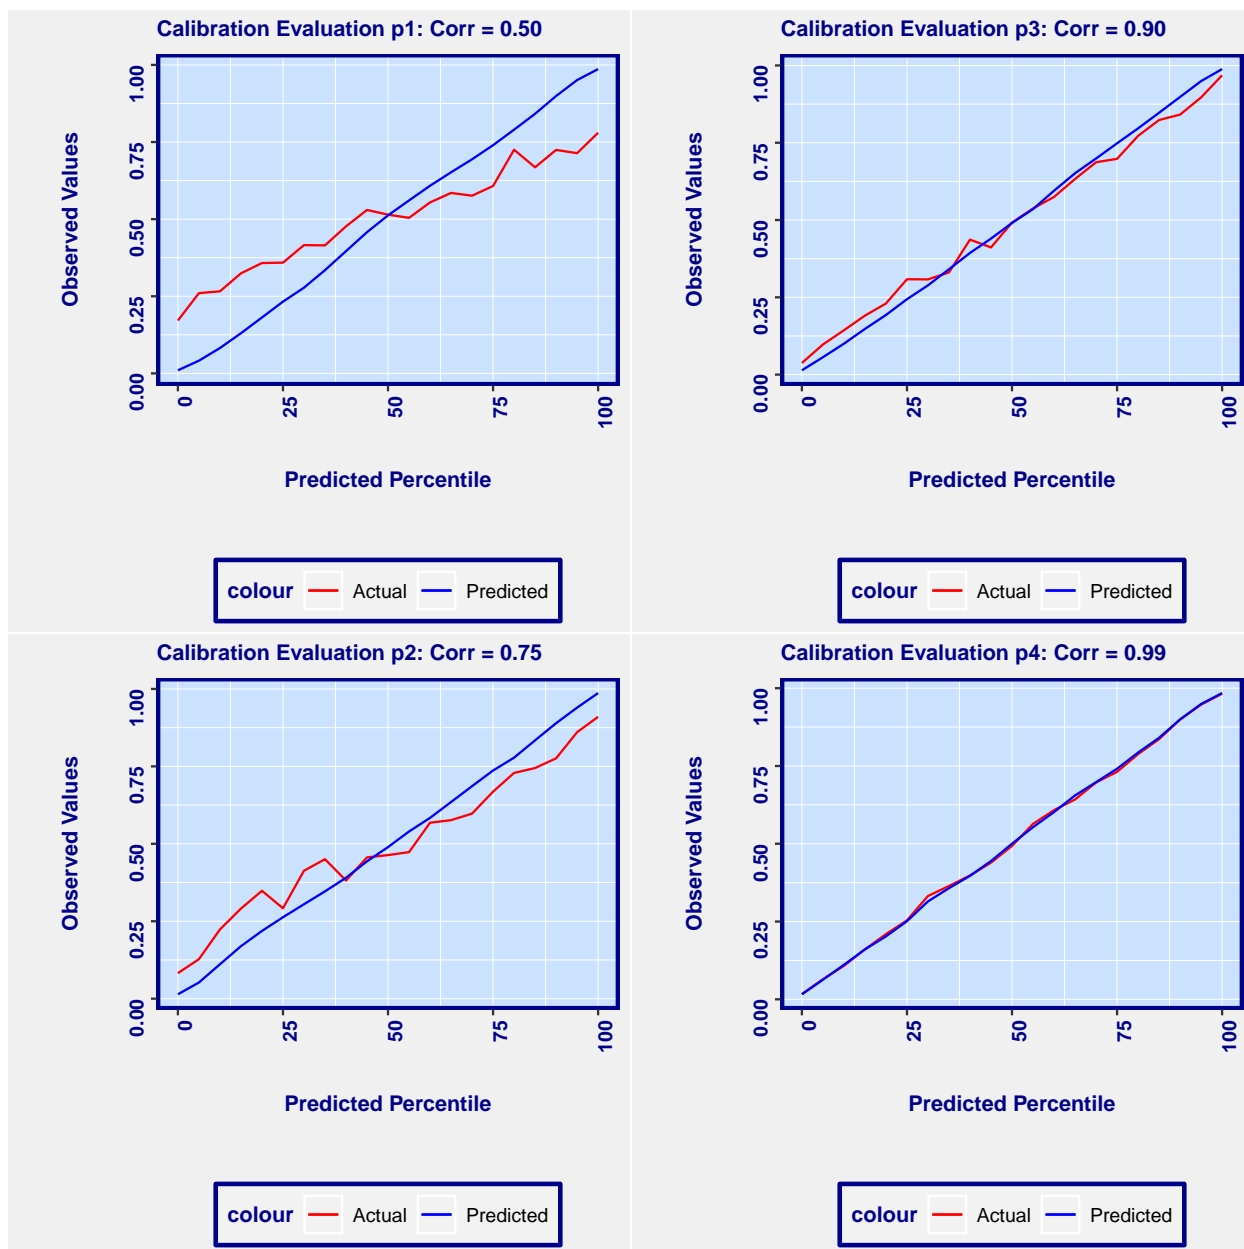 Calibration Evaluation p1: Corr = 0.50
Observed Values
1.00
0.75
0.50
0.25
0.00
0 25 50 75 100
Predicted Percentile
colour Actual Predicted
Calibration Evaluation p3: Corr = 0.90
Observed Values
1.00
0.75
0.50
0.25
0.00
0 25 50 75 100
Predicted Percentile
colour Actual Predicted
Calibration Evaluation p2: Corr = 0.75
Observed Values
1.00
0.75
0.50
0.25
0.00
0 25 50 75 100
Predicted Percentile
colour Actual Predicted
Calibration Evaluation p4: Corr = 0.99
Observed Values
1.00
0.75
0.50
0.25
0.00
0 25 50 75 100
Predicted Percentile
colour Actual Predicted